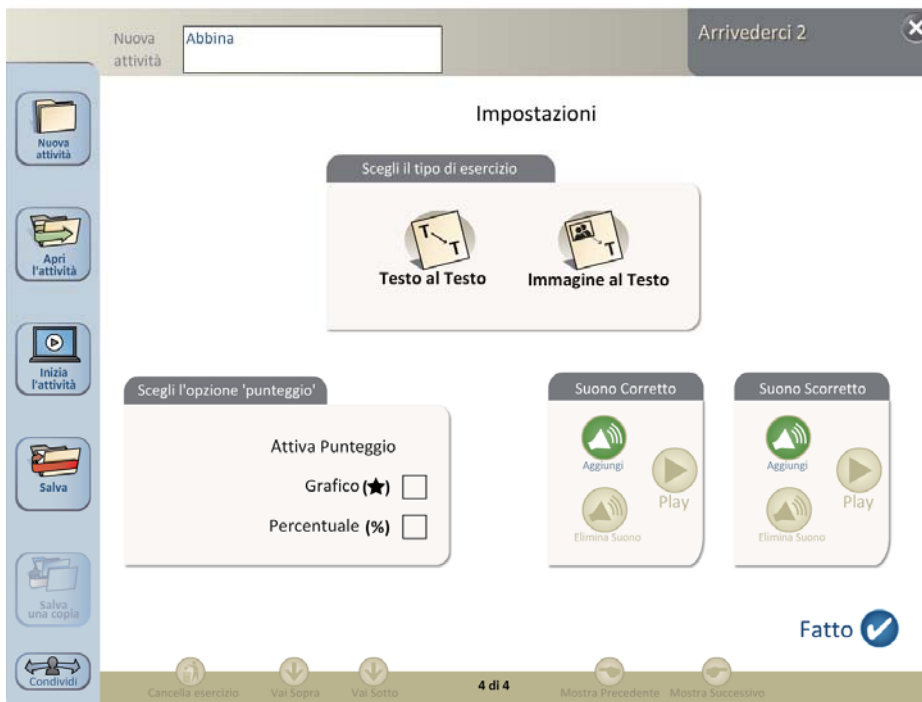 Nuova
attività
Abbina
Arrivederci 2
Impostazioni
Nuova
attività
Scegli il tipo di esercizio
T
T
T
Testo al Testo
Immagine al Testo
Apri
l'attività
Inizia
l'attività
Scegli l'opzione 'punteggio'
Attiva Punteggio
Grafico (★)
Percentuale (%)
Suono Corretto
Aggiungi
Play
Elimina Suono
Suono Scorretto
Aggiungi
Play
Elimina Suono
Salva
Salva
una copia
Fatto
Condividi
Cancella esercizio
Vai Sopra
Vai Sotto
4 di 4
Mostra Precedente
Mostra Successivo